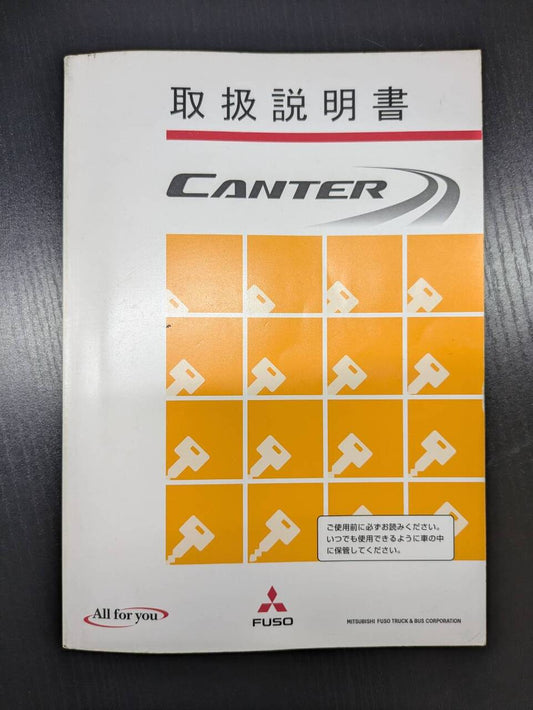 取扱説明書
CANTER
ご使用前に必ずお読みください。
いつでも使用できるように車の中
に保管してください。
All for you
FUSO
MITSUBISHI FUSO TRUCK & BUS CORPORATION